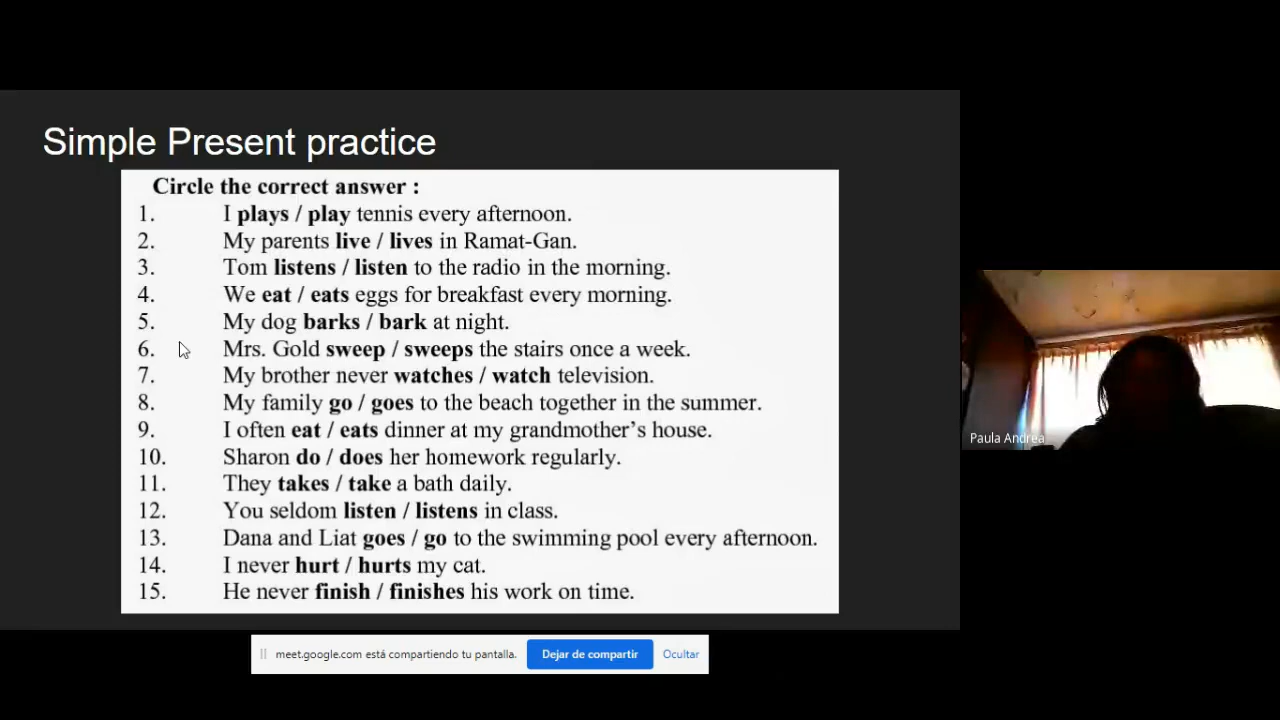 Simple Present practice
Circle the correct answer :
1. I plays / play tennis every afternoon.
2. My parents live / lives in Ramat-Gan.
3. Tom listens / listen to the radio in the morning.
4. We eat / eats eggs for breakfast every morning.
5. My dog barks / bark at night.
6. Mrs. Gold sweep / sweeps the stairs once a week.
7. My brother never watches / watch television.
8. My family go / goes to the beach together in the summer.
9. I often eat / eats dinner at my grandmother’s house.
10. Sharon do / does her homework regularly.
11. They takes / take a bath daily.
12. You seldom listen / listens in class.
13. Dana and Liat goes / go to the swimming pool every afternoon.
14. I never hurt / hurts my cat.
15. He never finish / finishes his work on time.
Paula Andrea
meet.google.com está compartiendo tu pantalla. Dejar de compartir Ocultar